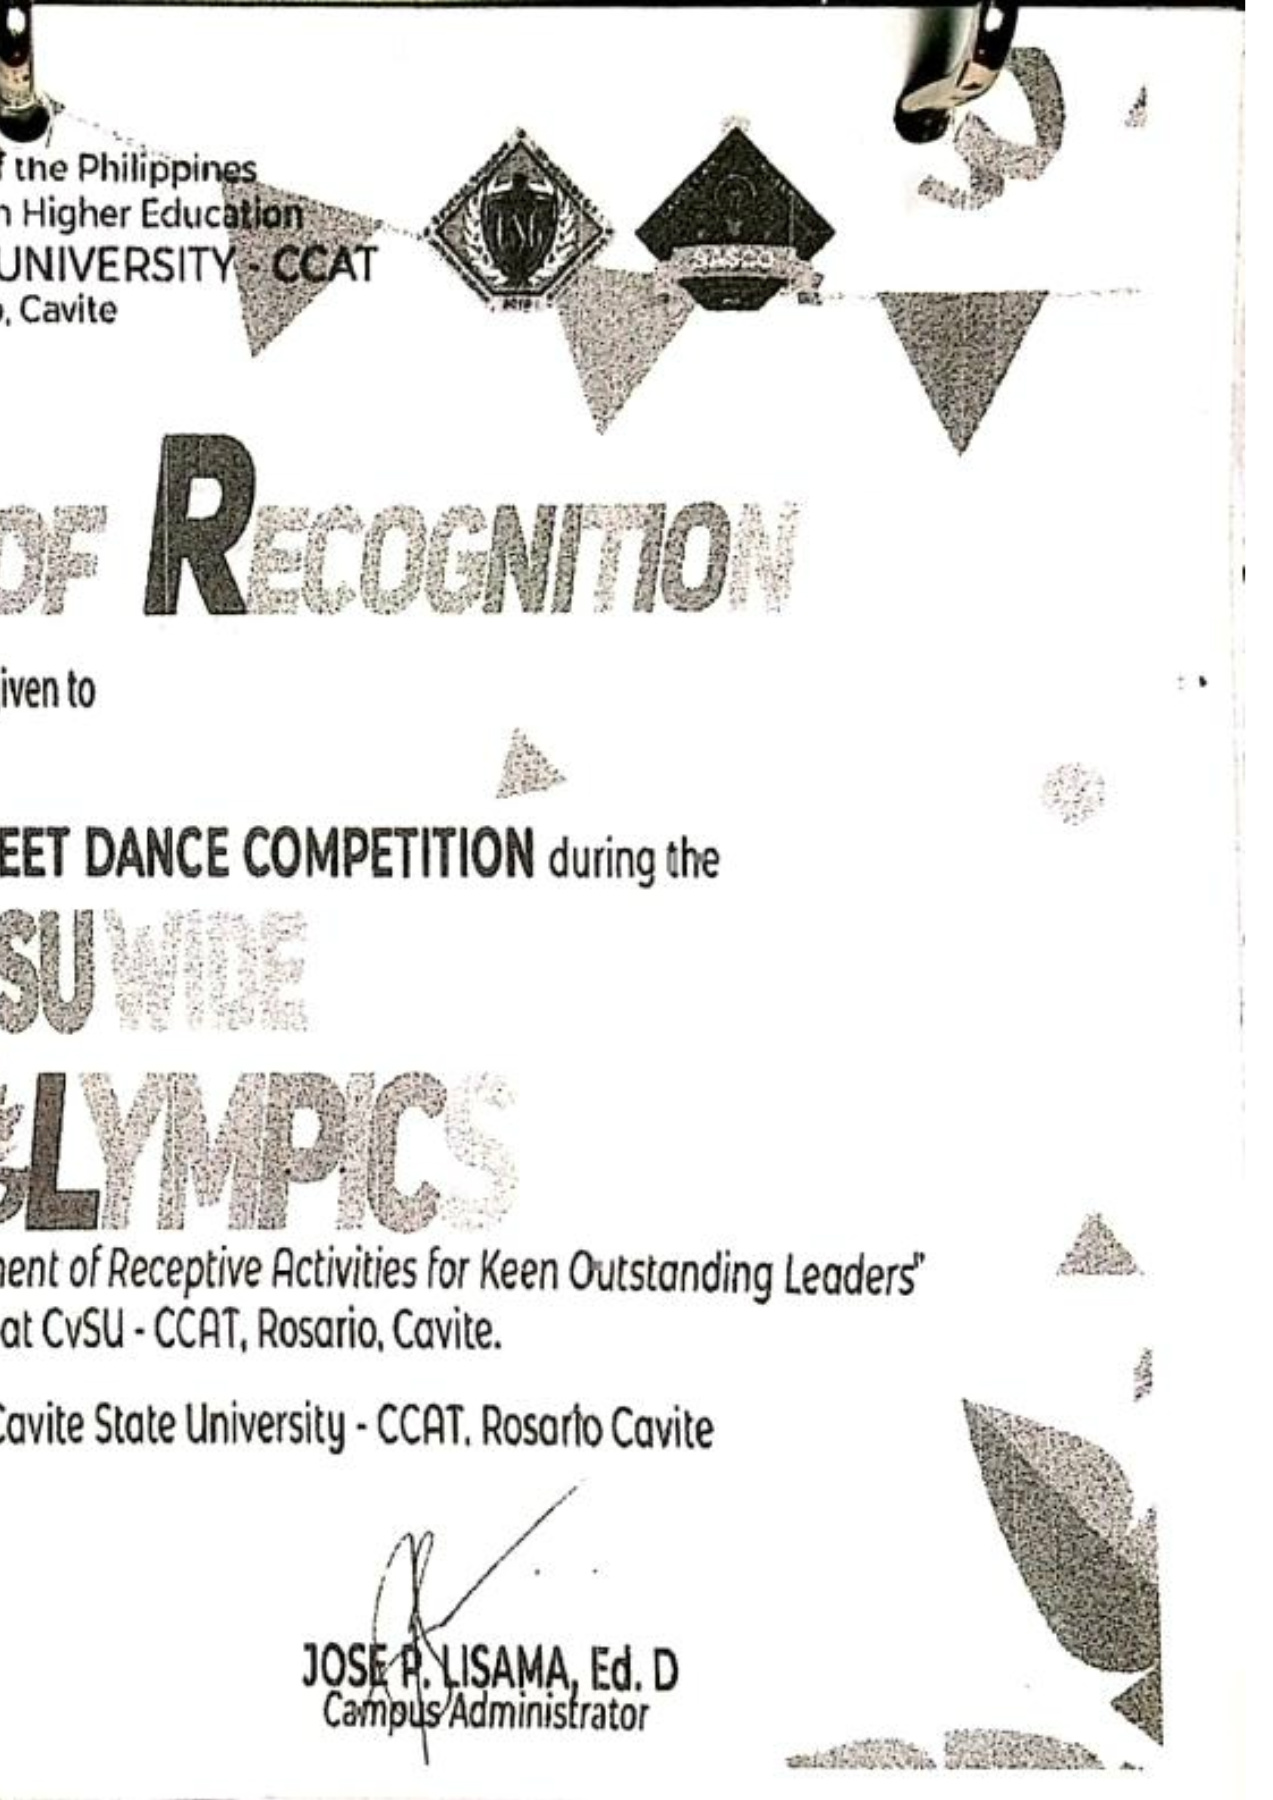 f the Philippines
n Higher Education
UNIVERSITY - CCAT
o, Cavite
SASCO
OF RECOGNITION
iven to
EET DANCE COMPETITION during the
SU WIDE
LYMPICS
nent of Receptive Activities for Keen Outstanding Leaders"
at CvSU - CCAT, Rosario, Cavite.
Cavite State University - CCAT, Rosario Cavite
JOSE P. LISAMA, Ed. D
Campus Administrator